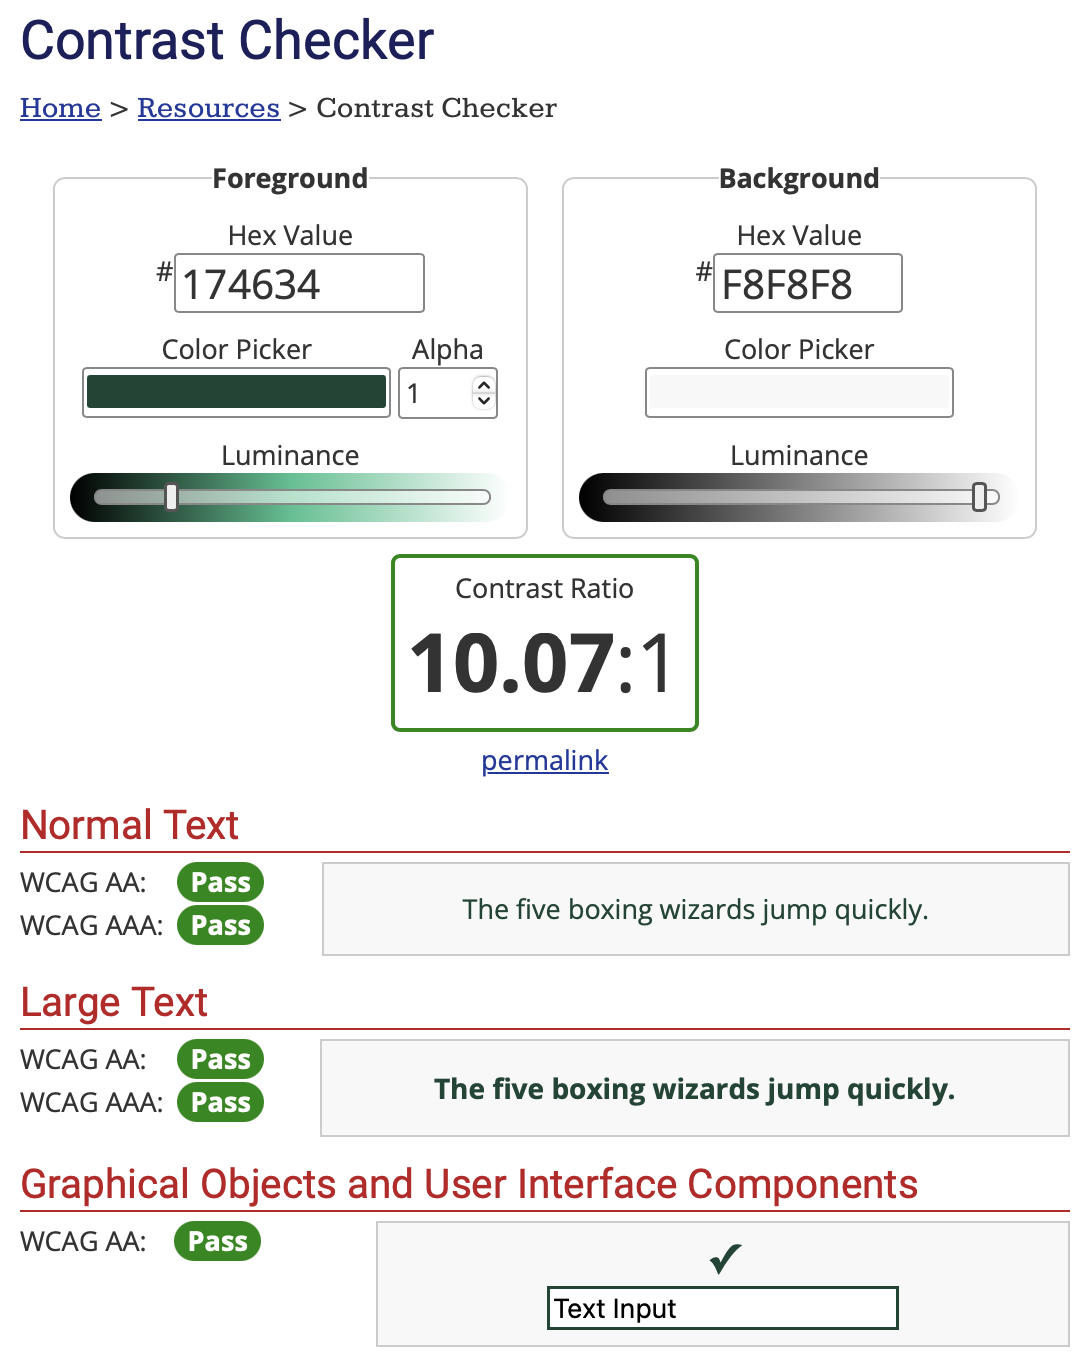 Contrast Checker
Home > Resources > Contrast Checker
Foreground
Hex Value
#174634
Color Picker Alpha
1
Luminance
Background
Hex Value
#F8F8F8
Color Picker
Luminance
Contrast Ratio
10.07:1
permalink
Normal Text
WCAG AA: Pass
WCAG AAA: Pass
The five boxing wizards jump quickly.
Large Text
WCAG AA: Pass
WCAG AAA: Pass
The five boxing wizards jump quickly.
Graphical Objects and User Interface Components
WCAG AA: Pass
✓
Text Input